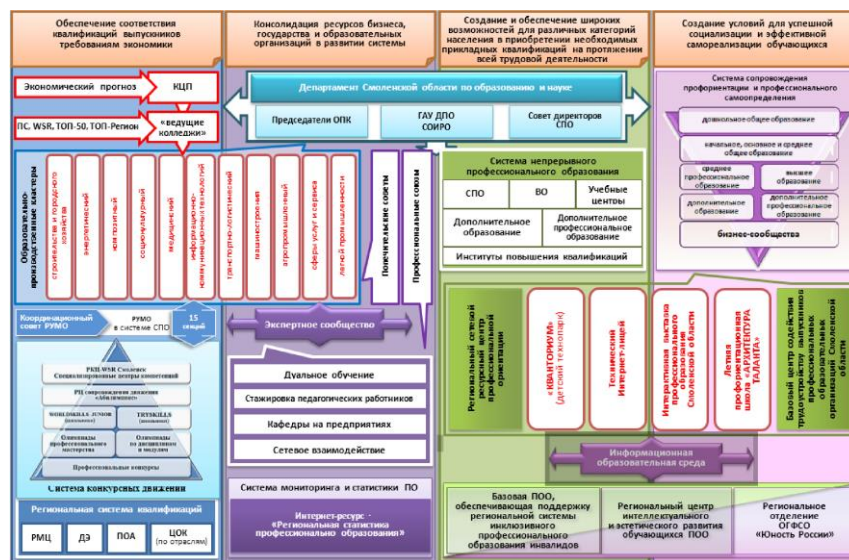 Обеспечение соответствия
квалификаций выпускников
требованиям экономики
Консолидация ресурсов бизнеса,
государства и образовательных
организаций в развитии системы
Создание и обеспечение широких
возможностей для различных категорий
населения в приобретении необходимых
прикладных квалификаций на протяжении
всей трудовой деятельности
Создание условий для успешной
социализации и эффективной
самореализации обучающихся
Экономический прогноз
КЦП
ПС, WSR, ТОП-50, ТОП-Регион
«ведущие
колледжи»
Департамент Смоленской области по образованию и науке
Председатели ОПК
ГАУ ДПО
СОИРО
Совет директоров
СПО
Система сопровождения
профориентации и профессионального
самоопределения
дошкольное общее образование
начальное, основное и среднее
общее образование
среднее
профессиональное
образование
высшее
образование
дополнительное
образование
дополнительное
профессиональное
образование
бизнес-сообщества
Образовательно-
производственные кластеры
строительства и городского
хозяйства
энергетический
композитный
социокультурный
медицинский
информационно-
коммуникационных технологий
транспортно-логистический
машиностроения
агропромышленный
сферы услуг и сервиса
легкой промышленности
Попечительские советы
Профессиональные союзы
Система непрерывного
профессионального образования
СПО
ВО
Учебные
центры
Дополнительное
образование
Дополнительное
профессиональное
образование
Институты повышения квалификаций
Координационный
совет РУМО
РУМО
в системе СПО
15
секций
РКЦ-WSR Смоленск
Специализированные центры компетенций
РЦ сопровождения движения
«Абилимпикс»
WORLDSKILLS JUNIOR
TRYSKILLS
Олимпиады
профессионального
мастерства
Олимпиады
по дисциплинам
и модулям
Профессиональные конкурсы
Система конкурсных движений
Региональная система квалификаций
РМЦ
ДЭ
ПОА
ЦОК
(по отраслям)
Экспертное сообщество
Дуальное обучение
Стажировка педагогических работников
Кафедры на предприятиях
Сетевое взаимодействие
Система мониторинга и статистики ПО
Интернет-ресурс -
«Региональная статистика
профессионально образования»
Региональный сетевой
ресурсный центр
профессиональной
ориентации
«КВАНТОРИУМ»
(детский технопарк)
Технический
Интернет-лицей
Интерактивная выставка
профессионального
образования
Смоленской области
Летняя
профориентационная
школа «АРХИТЕКТУРА
ТАЛАНТА»
Базовый центр содействия
трудоустройству выпускников
профессиональных
образовательных
организаций Смоленской
области
Информационная
образовательная среда
Базовая ПОО,
обеспечивающая поддержку
региональной системы
инклюзивного
профессионального
образования инвалидов
Региональный центр
интеллектуального
и эстетического развития
обучающихся ПОО
Региональное
отделение
ОГФСО
«Юность России»